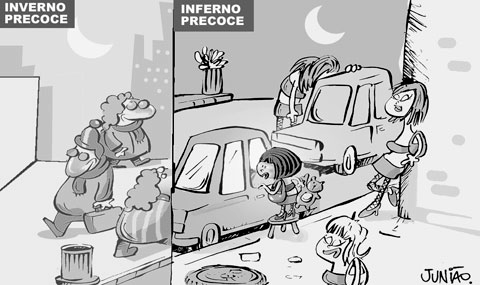 INVERNO
PRECOCE
INFERNO
PRECOCE
JUNIÃO.